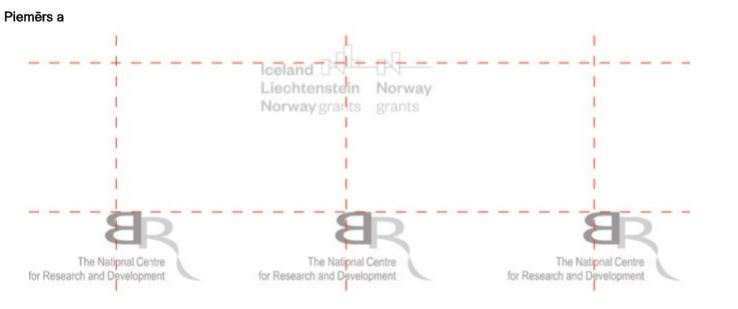 Piemērs a
Iceland
Liechtenstein Norway
Norway grants grants
The National Centre
for Research and Development
The National Centre
for Research and Development
The National Centre
for Research and Development